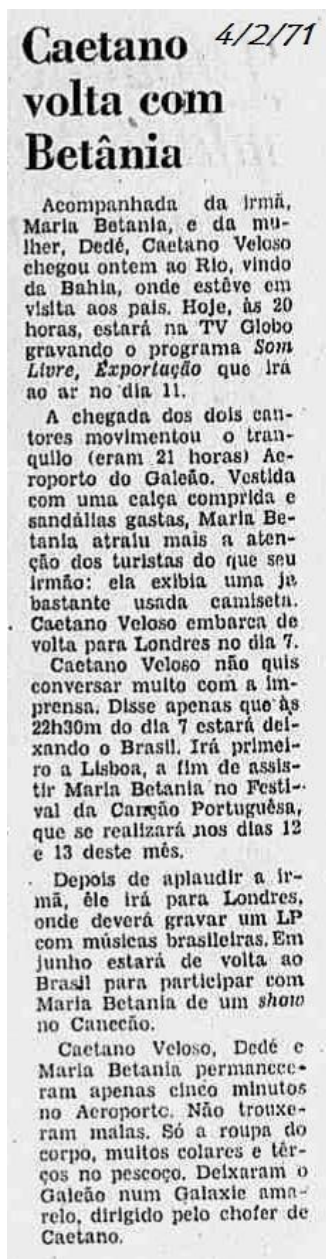 Caetano
4/2/71
volta com
Betânia
Acompanhada da irmã,
Maria Betania, e da mu-
lher, Dedé, Caetano Veloso
chegou ontem ao Rio, vindo
da Bahia, onde estêve em
visita aos pais. Hoje, às 20
horas, estará na TV Globo
gravando o programa Som
Livre, Exportação que irá
ao ar no dia 11.
A chegada dos dois can-
tores movimentou o tran-
quilo (eram 21 horas) Ae-
roporto do Galeão. Vestida
com uma calça comprida e
sandálias gastas, Maria Be-
tania atraiu mais a aten-
ção dos turistas do que seu
irmão: ela exibia uma já
bastante usada camiseta.
Caetano Veloso embarca de
volta para Londres no dia 7.
Caetano Veloso não quis
conversar muito com a im-
prensa. Disse apenas que às
22h30m do dia 7 estará dei-
xando o Brasil. Irá primei-
ro a Lisboa, a fim de assis-
tir Maria Betania no Festi-
val da Canção Portuguêsa,
que se realizará nos dias 12
e 13 deste mês.
Depois de aplaudir a ir-
mã, êle irá para Londres,
onde deverá gravar um LP
com músicas brasileiras. Em
junho estará de volta ao
Brasil para participar com
Maria Betania de um show
no Canecão.
Caetano Veloso, Dedé e
Maria Betania permanece-
ram apenas cinco minutos
no Aeroporto. Não trouxe-
ram malas. Só a roupa do
corpo, muitos colares e têr-
ços no pescoço. Deixaram o
Galeão num Galaxie ama-
relo, dirigido pelo chofer de
Caetano.